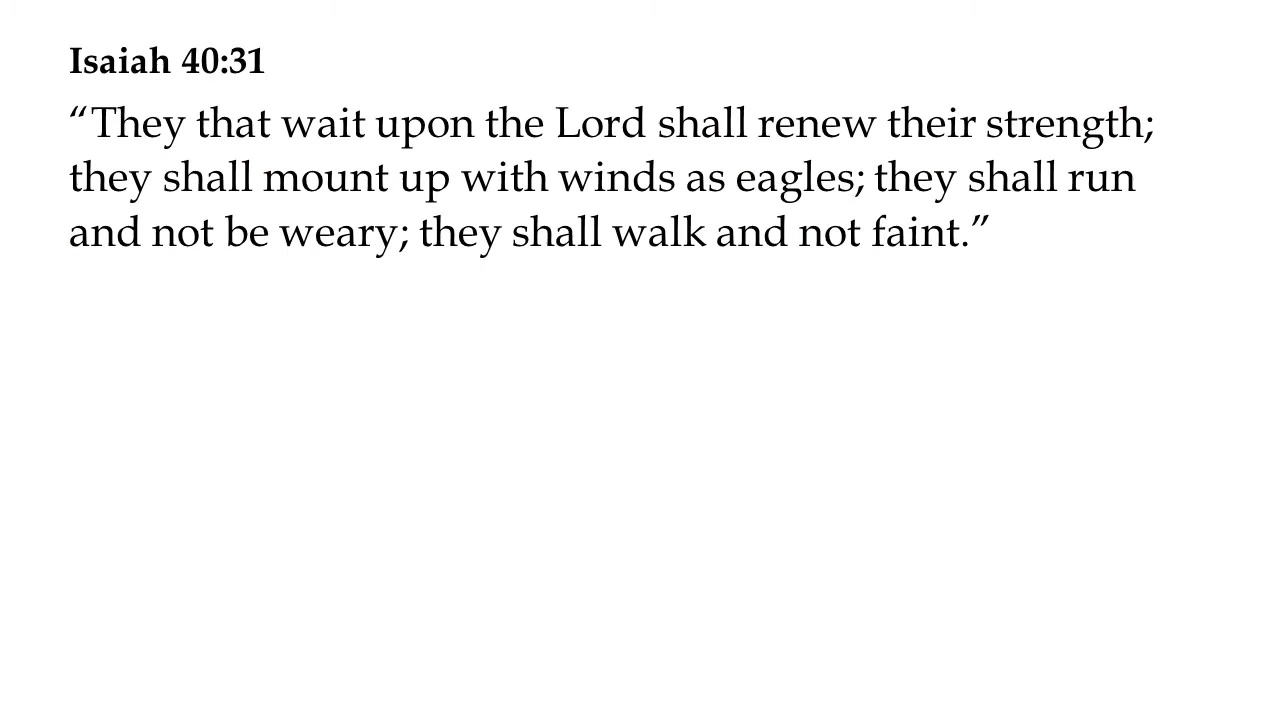 Isaiah 40:31
“They that wait upon the Lord shall renew their strength;
they shall mount up with winds as eagles; they shall run
and not be weary; they shall walk and not faint.”